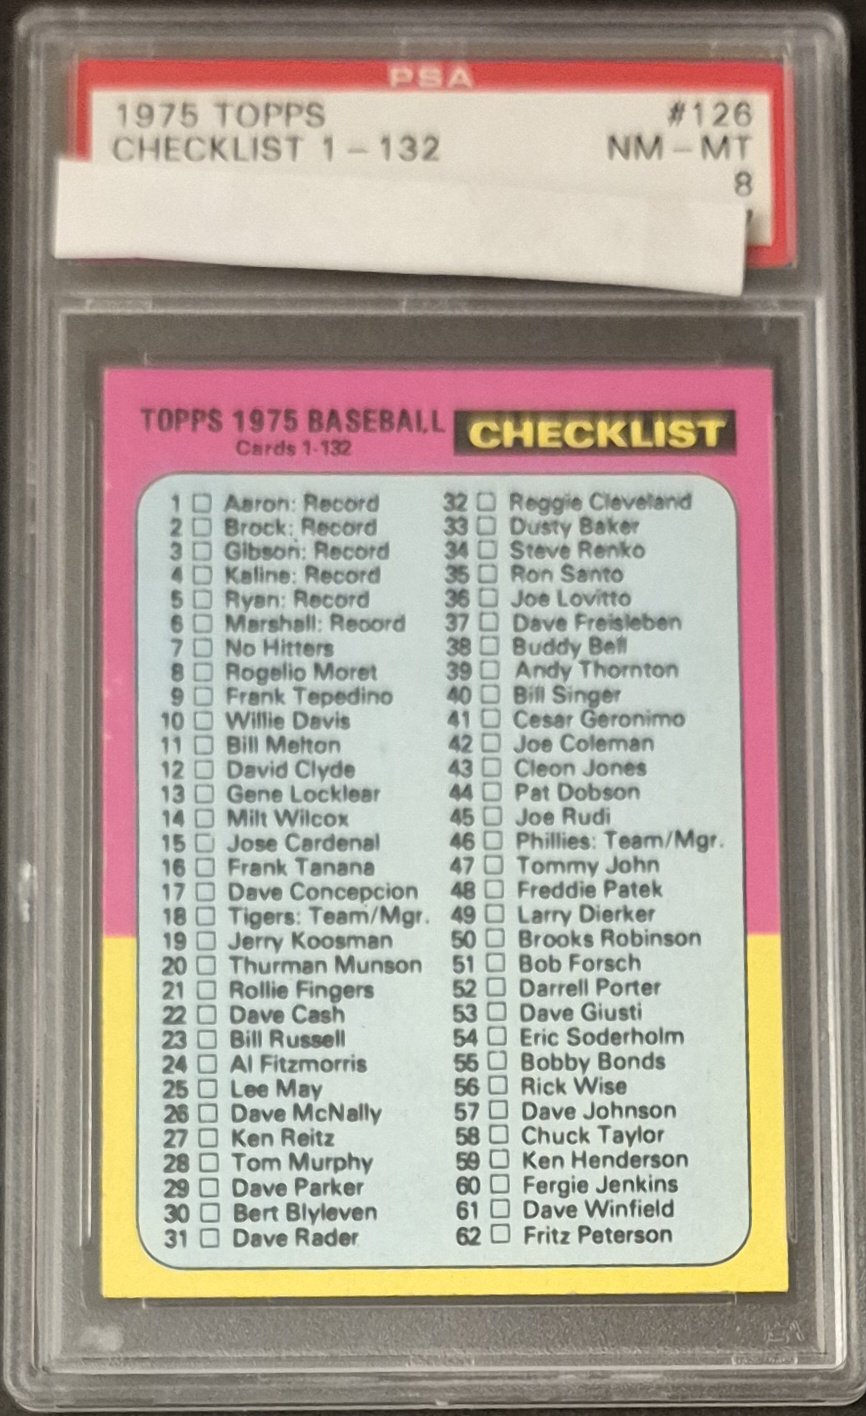 PSA
1975 TOPPS #126
CHECKLIST 1-132 NM-MT
8
TOPPS 1975 BASEBALL CHECKLIST
Cards 1-132
1 Aaron: Record
2 Brock: Record
3 Gibson: Record
4 Kaline: Record
5 Ryan: Record
6 Marshall: Record
7 No Hitters
8 Rogelio Moret
9 Frank Tepedino
10 Willie Davis
11 Bill Melton
12 David Clyde
13 Gene Locklear
14 Milt Wilcox
15 Jose Cardenal
16 Frank Tanana
17 Dave Concepcion
18 Tigers: Team/Mgr.
19 Jerry Koosman
20 Thurman Munson
21 Rollie Fingers
22 Dave Cash
23 Bill Russell
24 Al Fitzmorris
25 Lee May
26 Dave McNally
27 Ken Reitz
28 Tom Murphy
29 Dave Parker
30 Bert Blyleven
31 Dave Rader
32 Reggie Cleveland
33 Dusty Baker
34 Steve Renko
35 Ron Santo
36 Joe Lovitto
37 Dave Freisleben
38 Buddy Bell
39 Andy Thornton
40 Bill Singer
41 Cesar Geronimo
42 Joe Coleman
43 Cleon Jones
44 Pat Dobson
45 Joe Rudi
46 Phillies: Team/Mgr.
47 Tommy John
48 Freddie Patek
49 Larry Dierker
50 Brooks Robinson
51 Bob Forsch
52 Darrell Porter
53 Dave Giusti
54 Eric Soderholm
55 Bobby Bonds
56 Rick Wise
57 Dave Johnson
58 Chuck Taylor
59 Ken Henderson
60 Fergie Jenkins
61 Dave Winfield
62 Fritz Peterson